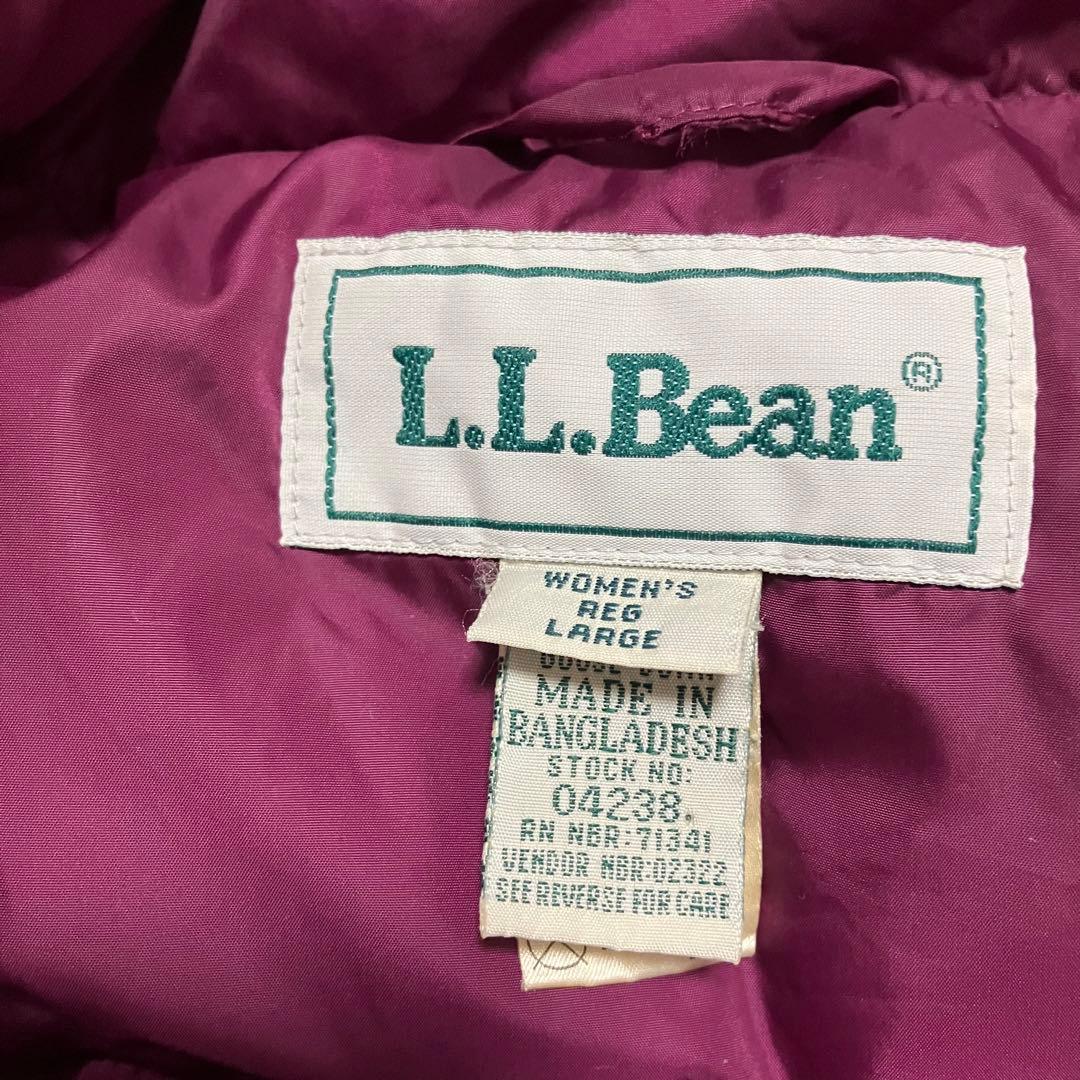 L.L.Bean®
WOMEN'S
REG
LARGE
MADE IN
BANGLADESH
STOCK NO:
04238.
RN NBR:71341
VENDOR NBR:02322
SEE REVERSE FOR CARE